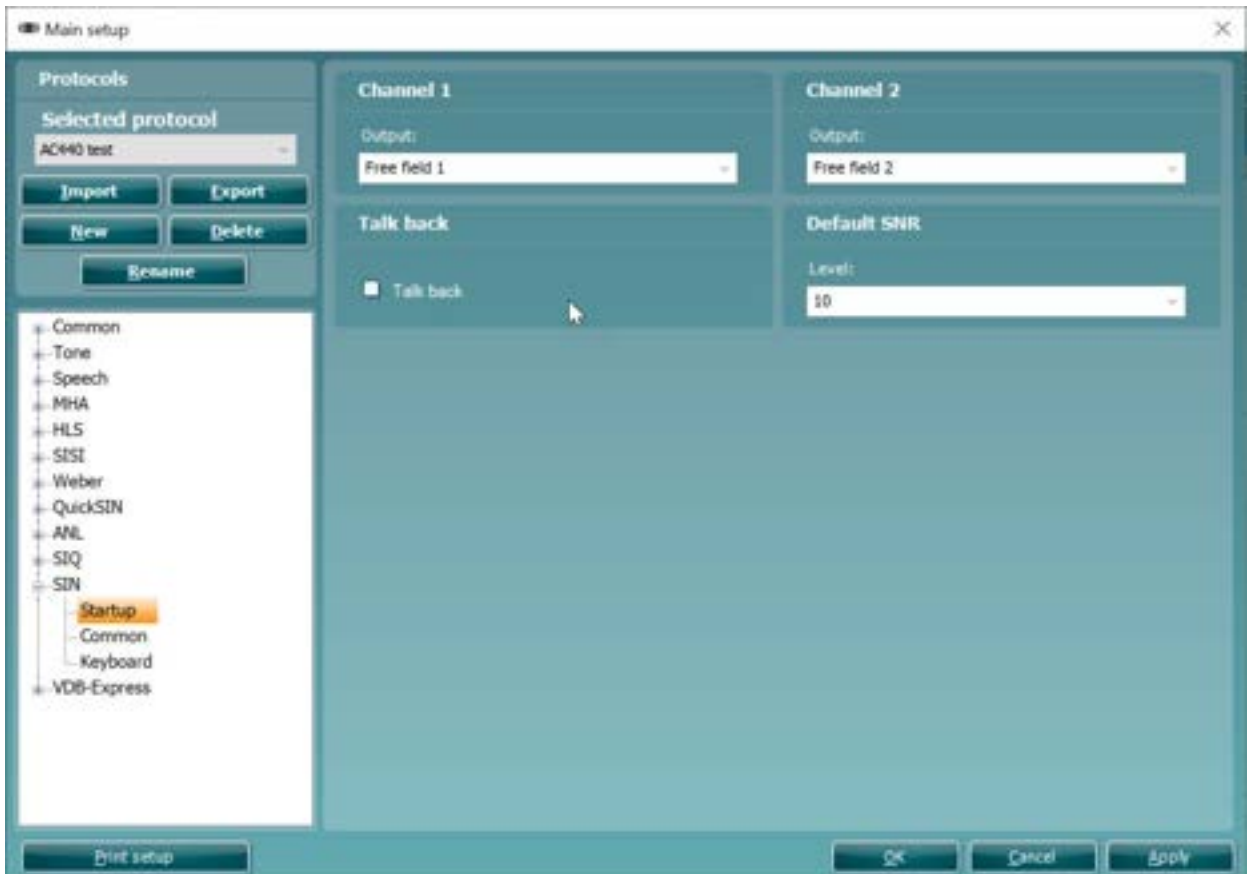 Main setup
Protocols
Selected protocol
AC440 test
Import Export
New Delete
Rename
Common
Tone
Speech
MHA
HLS
SISI
Weber
QuickSIN
ANL
SIQ
SIN
Startup
Common
Keyboard
VDB-Express
Print setup
Channel 1
Output:
Free field 1
Channel 2
Output:
Free field 2
Talk back
Talk back
Default SNR
Level:
10
OK Cancel Apply